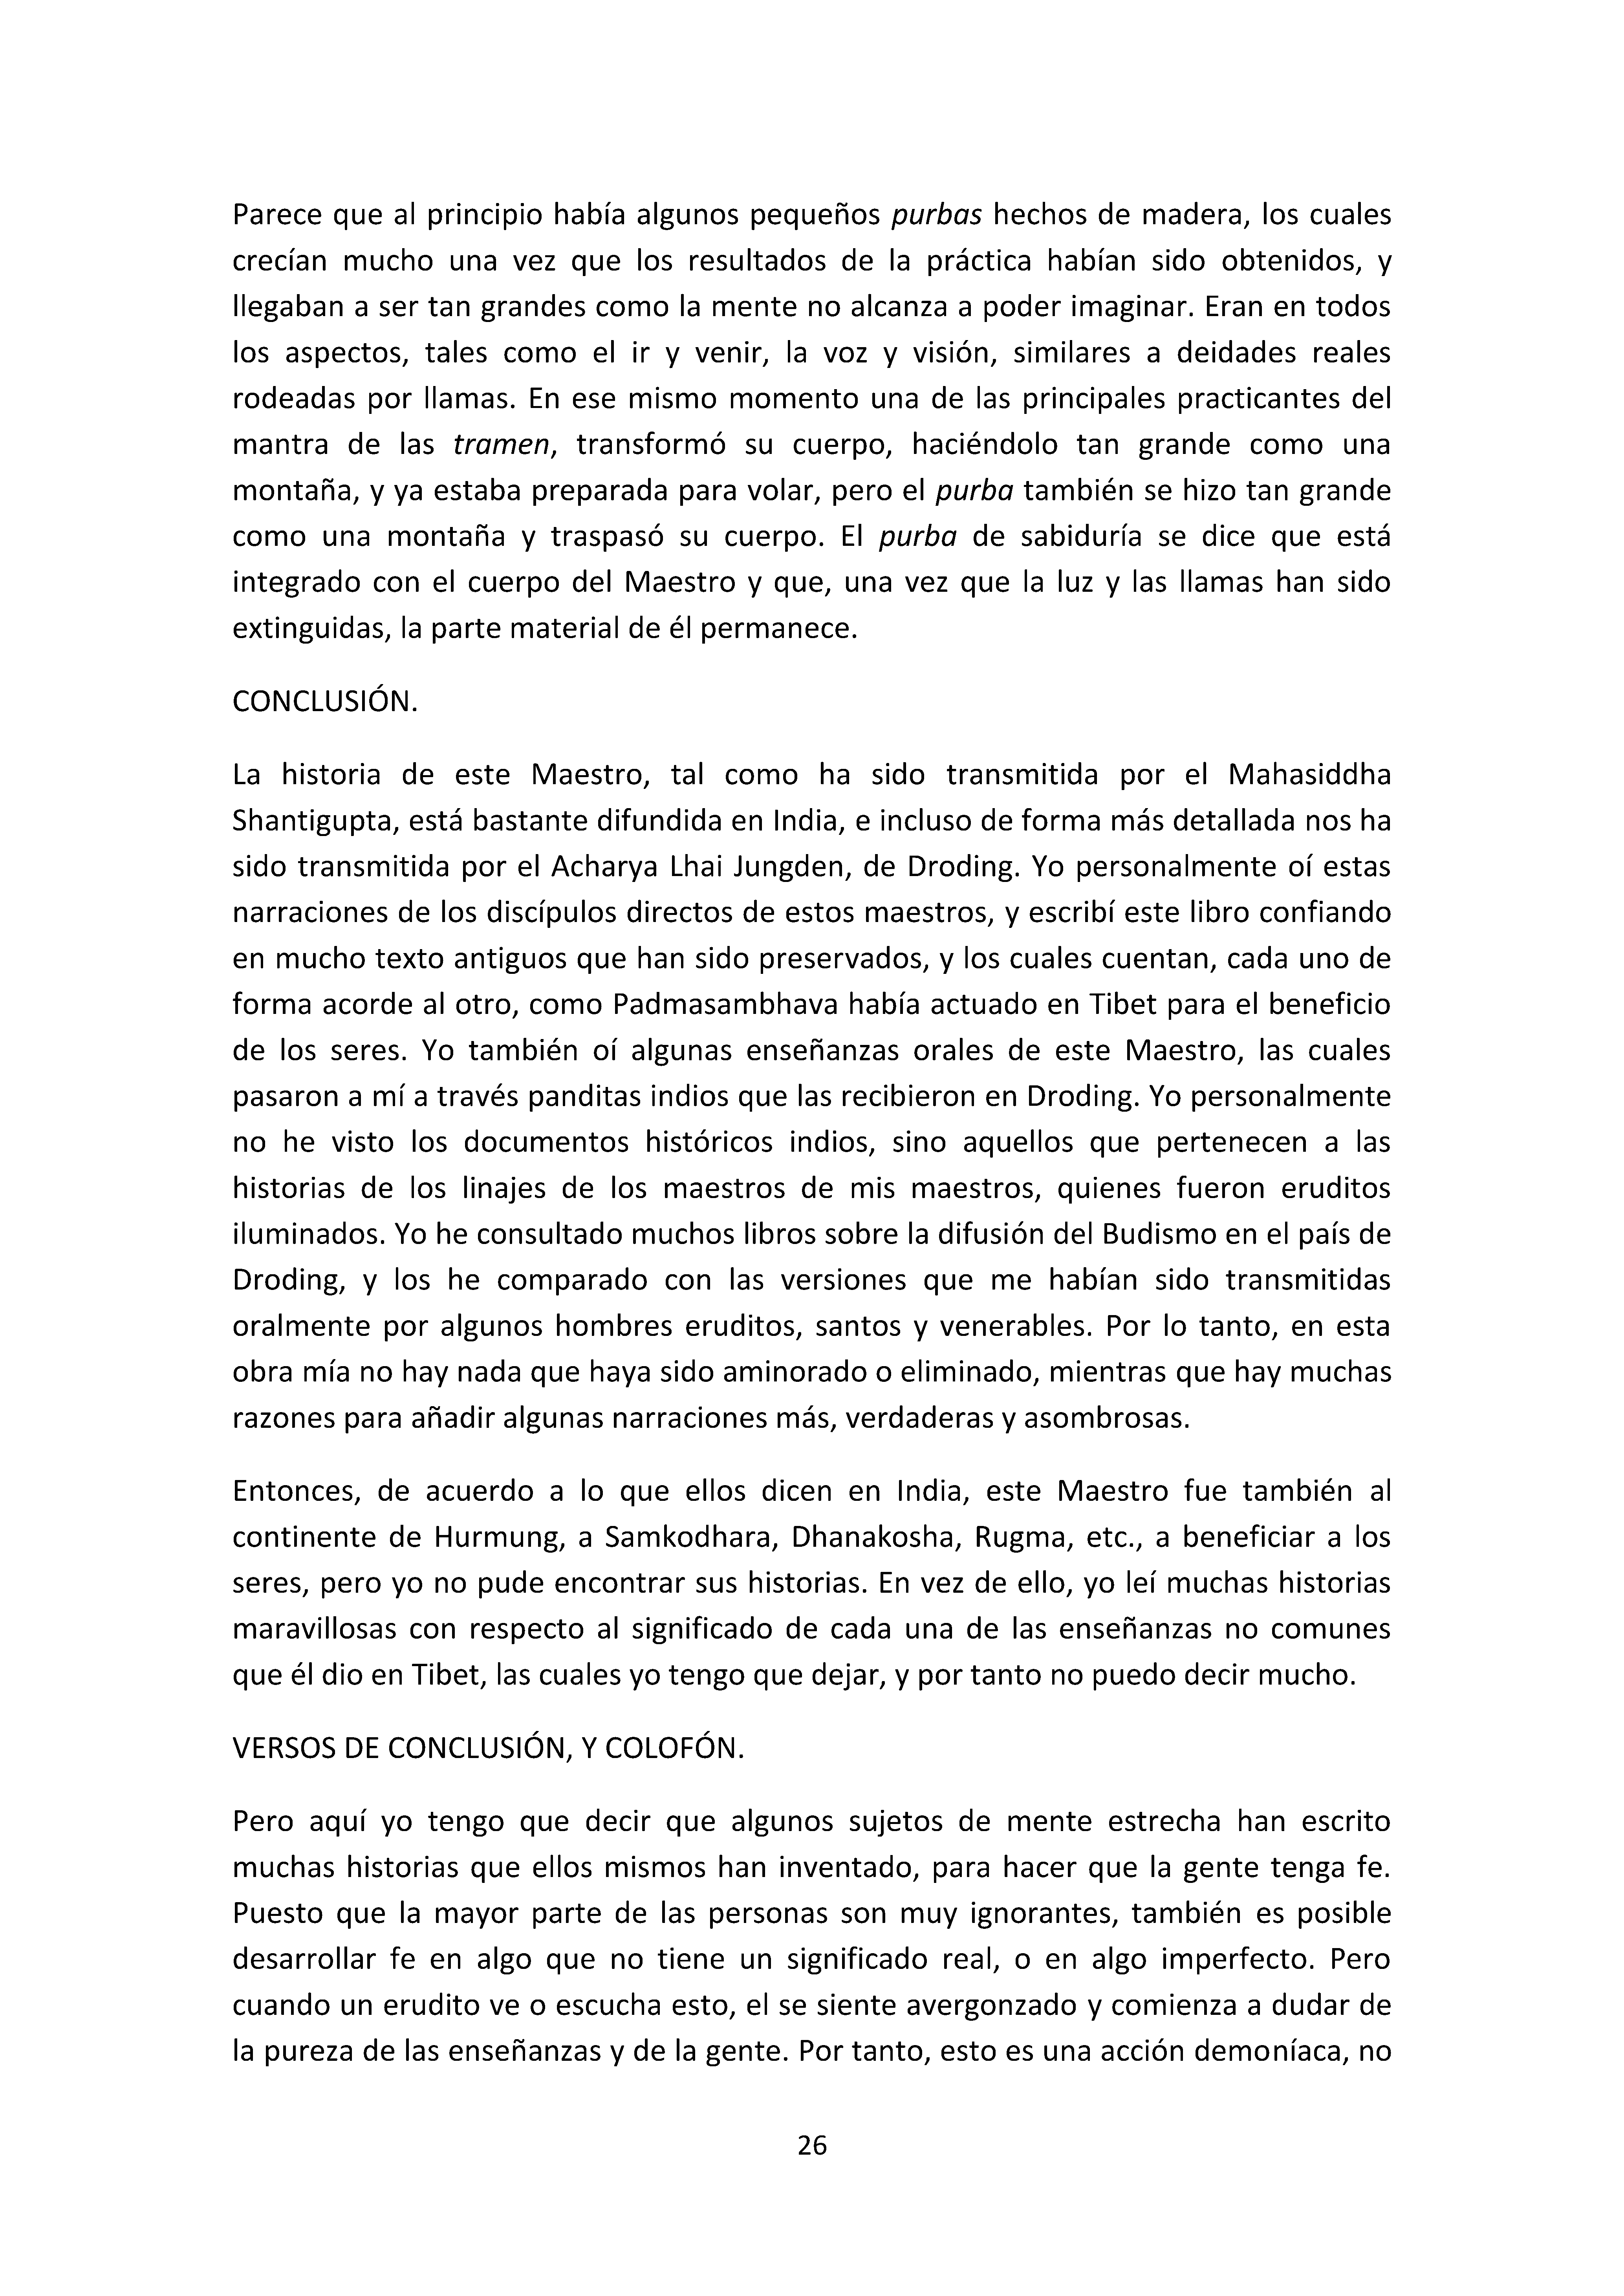 Parece que al principio había algunos pequeños purbas hechos de madera, los cuales
crecían mucho una vez que los resultados de la práctica habían sido obtenidos, y
llegaban a ser tan grandes como la mente no alcanza a poder imaginar. Eran en todos
los aspectos, tales como el ir y venir, la voz y visión, similares a deidades reales
rodeadas por llamas. En ese mismo momento una de las principales practicantes del
mantra de las tramen, transformó su cuerpo, haciéndolo tan grande como una
montaña, y ya estaba preparada para volar, pero el purba también se hizo tan grande
como una montaña y traspasó su cuerpo. El purba de sabiduría se dice que está
integrado con el cuerpo del Maestro y que, una vez que la luz y las llamas han sido
extinguidas, la parte material de él permanece.
CONCLUSIÓN.
La historia de este Maestro, tal como ha sido transmitida por el Mahasiddha
Shantigupta, está bastante difundida en India, e incluso de forma más detallada nos ha
sido transmitida por el Acharya Lhai Jungden, de Droding. Yo personalmente oí estas
narraciones de los discípulos directos de estos maestros, y escribí este libro confiando
en mucho texto antiguos que han sido preservados, y los cuales cuentan, cada uno de
forma acorde al otro, como Padmasambhava había actuado en Tibet para el beneficio
de los seres. Yo también oí algunas enseñanzas orales de este Maestro, las cuales
pasaron a mí a través panditas indios que las recibieron en Droding. Yo personalmente
no he visto los documentos históricos indios, sino aquellos que pertenecen a las
historias de los linajes de los maestros de mis maestros, quienes fueron eruditos
iluminados. Yo he consultado muchos libros sobre la difusión del Budismo en el país de
Droding, y los he comparado con las versiones que me habían sido transmitidas
oralmente por algunos hombres eruditos, santos y venerables. Por lo tanto, en esta
obra mía no hay nada que haya sido aminorado o eliminado, mientras que hay muchas
razones para añadir algunas narraciones más, verdaderas y asombrosas.
Entonces, de acuerdo a lo que ellos dicen en India, este Maestro fue también al
continente de Hurmung, a Samkodhara, Dhanakosha, Rugma, etc., a beneficiar a los
seres, pero yo no pude encontrar sus historias. En vez de ello, yo leí muchas historias
maravillosas con respecto al significado de cada una de las enseñanzas no comunes
que él dio en Tibet, las cuales yo tengo que dejar, y por tanto no puedo decir mucho.
VERSOS DE CONCLUSIÓN, Y COLOFÓN.
Pero aquí yo tengo que decir que algunos sujetos de mente estrecha han escrito
muchas historias que ellos mismos han inventado, para hacer que la gente tenga fe.
Puesto que la mayor parte de las personas son muy ignorantes, también es posible
desarrollar fe en algo que no tiene un significado real, o en algo imperfecto. Pero
cuando un erudito ve o escucha esto, el se siente avergonzado y comienza a dudar de
la pureza de las enseñanzas y de la gente. Por tanto, esto es una acción demoníaca, no
26